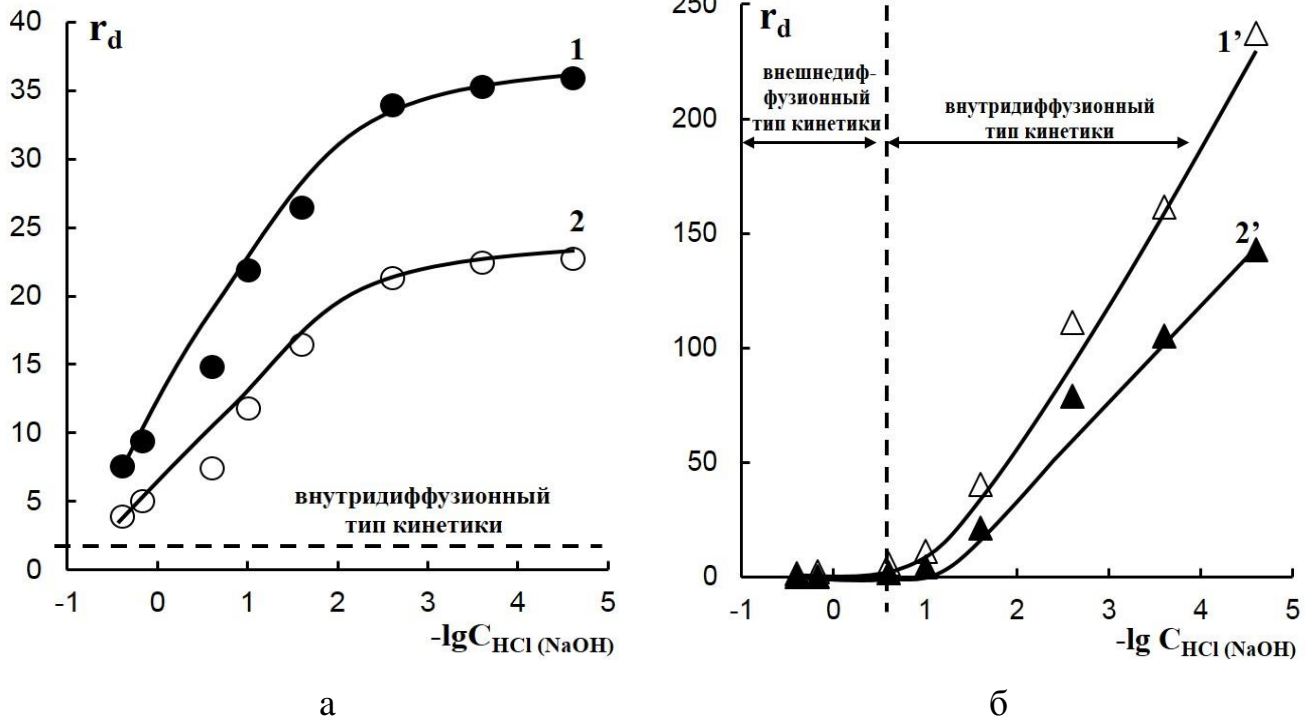 40
35
30
25
20
15
10
5
0
r_d
1
2
внутридиффузионный
тип кинетики
-1 0 1 2 3 4 5
-lgC_HCl (NaOH)
а
250
200
150
100
50
0
r_d
внешнедиф-
фузионный
тип кинетики
внутридиффузионный
тип кинетики
1’
2’
-1 0 1 2 3 4 5
-lg C_HCl (NaOH)
б